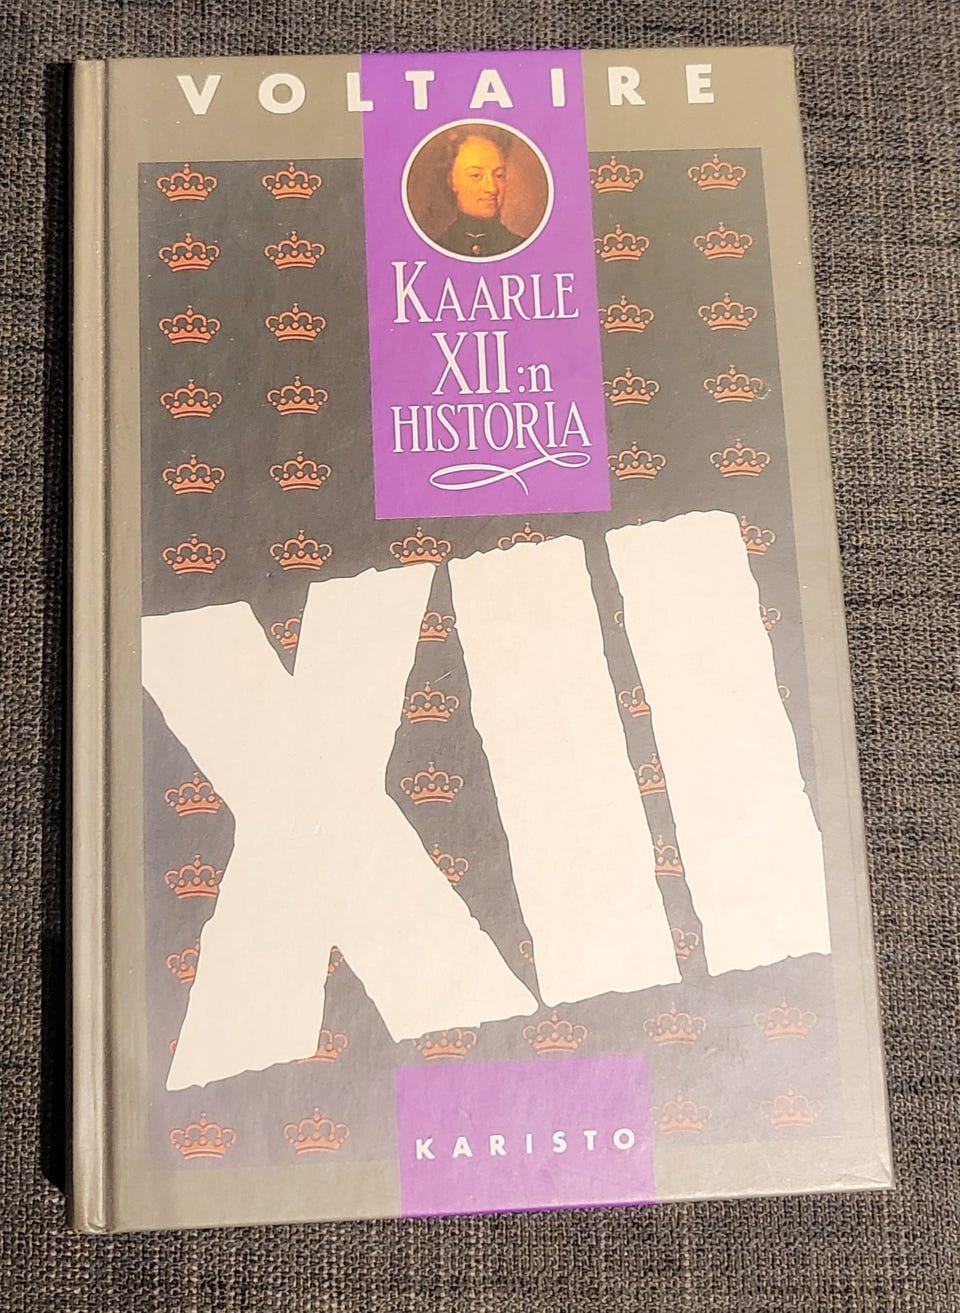 VOLTAIRE
KAARLE
XII:n
HISTORIA
XII
KARISTO